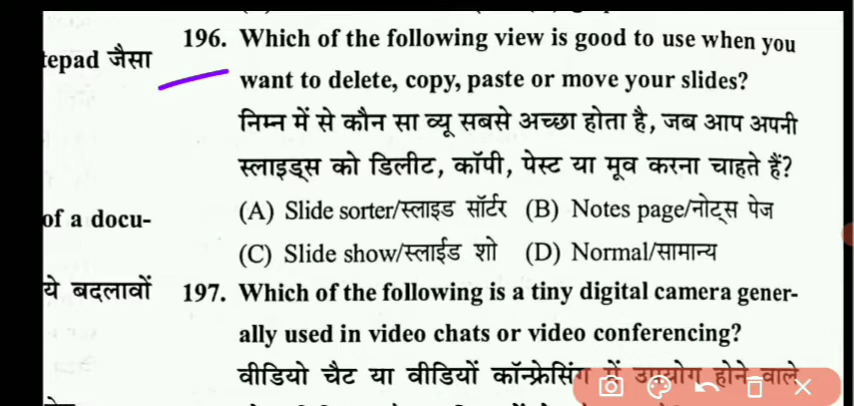 tepad जैसा
of a docu-
ये बदलावों
196. Which of the following view is good to use when you
want to delete, copy, paste or move your slides?
निम्न में से कौन सा व्यू सबसे अच्छा होता है, जब आप अपनी
स्लाइड्स को डिलीट, कॉपी, पेस्ट या मूव करना चाहते हैं?
(A) Slide sorter/स्लाइड सॉर्टर (B) Notes page/नोट्स पेज
(C) Slide show/स्लाईड शो (D) Normal/सामान्य
197. Which of the following is a tiny digital camera gener-
ally used in video chats or video conferencing?
वीडियो चैट या वीडियों कॉन्फ्रेसिंग में उपयोग होने वाले